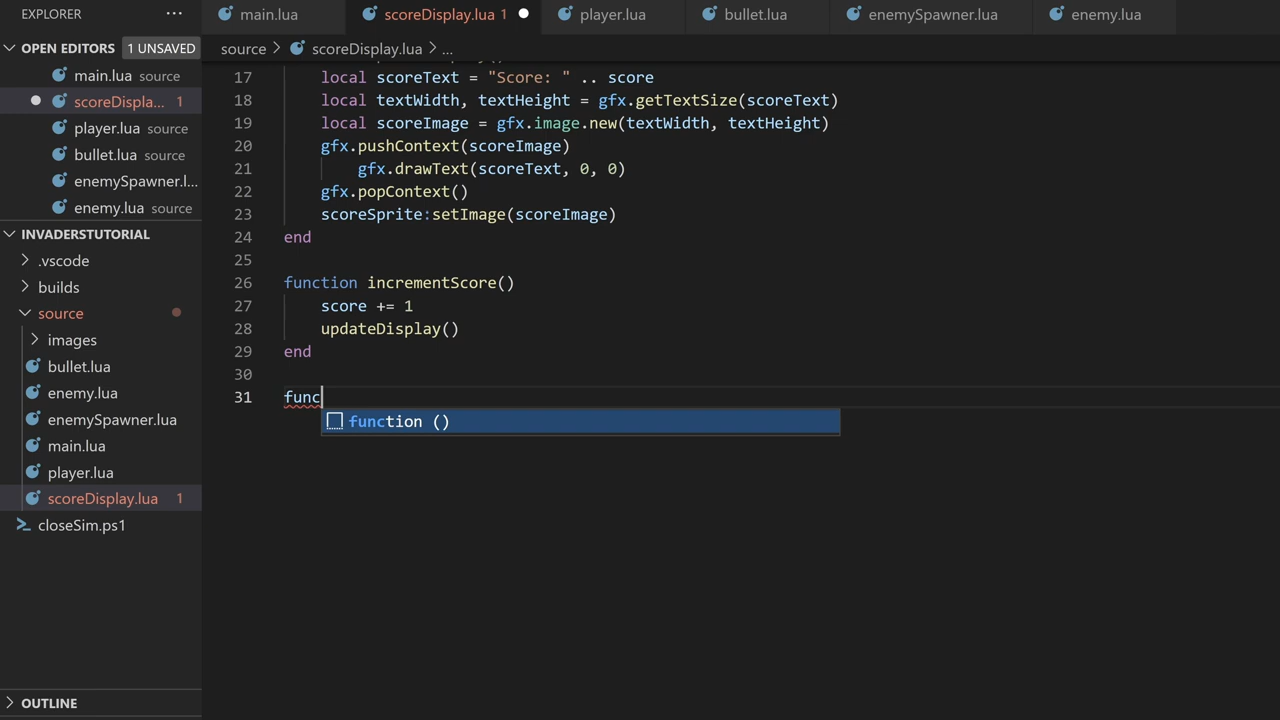 EXPLORER
···
main.lua
scoreDisplay.lua 1
player.lua
bullet.lua
enemySpawner.lua
enemy.lua
OPEN EDITORS 1 UNSAVED
main.lua source
scoreDispla... 1
player.lua source
bullet.lua source
enemySpawner.l...
enemy.lua source
INVADERSTUTORIAL
.vscode
builds
source
images
bullet.lua
enemy.lua
enemySpawner.lua
main.lua
player.lua
scoreDisplay.lua 1
closeSim.ps1
OUTLINE
source > scoreDisplay.lua > ...
17 local scoreText = "Score: " .. score
18 local textWidth, textHeight = gfx.getTextSize(scoreText)
19 local scoreImage = gfx.image.new(textWidth, textHeight)
20 gfx.pushContext(scoreImage)
21 gfx.drawText(scoreText, 0, 0)
22 gfx.popContext()
23 scoreSprite:setImage(scoreImage)
24 end
25
26 function incrementScore()
27 score += 1
28 updateDisplay()
29 end
30
31 func
function ()